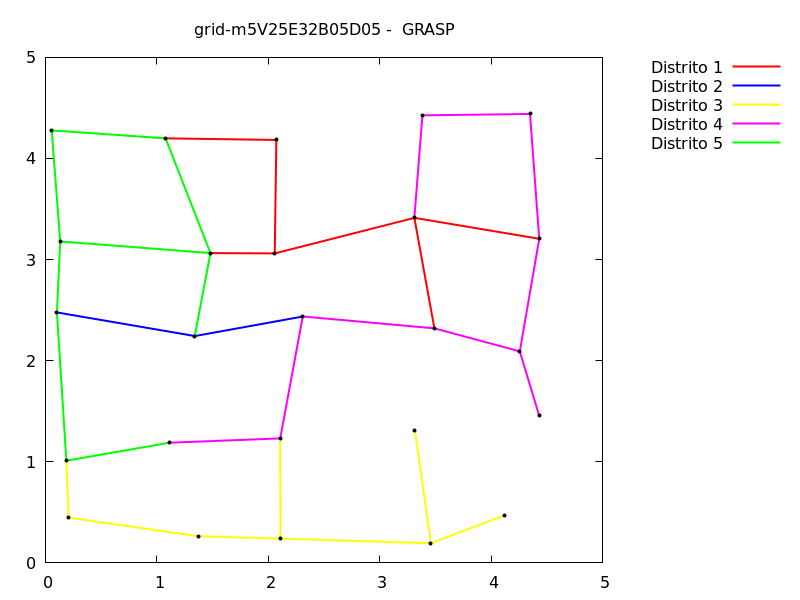 grid-m5V25E32B05D05 -  GRASP
Distrito 1
Distrito 2
Distrito 3
Distrito 4
Distrito 5
5
4
3
2
1
0
0 1 2 3 4 5